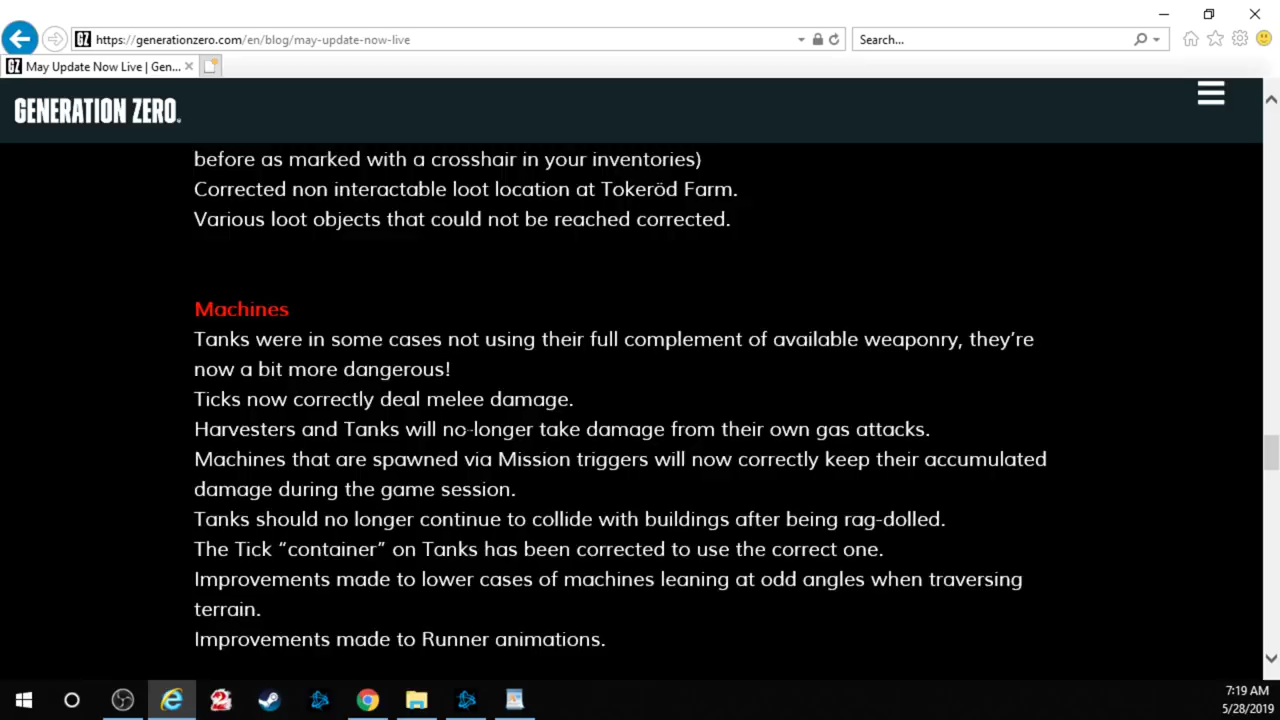 https://generationzero.com/en/blog/may-update-now-live
Search...
GZ May Update Now Live | Gen...
GENERATION ZERO.
before as marked with a crosshair in your inventories)
Corrected non interactable loot location at Tokeröd Farm.
Various loot objects that could not be reached corrected.
Machines
Tanks were in some cases not using their full complement of available weaponry, they’re
now a bit more dangerous!
Ticks now correctly deal melee damage.
Harvesters and Tanks will no longer take damage from their own gas attacks.
Machines that are spawned via Mission triggers will now correctly keep their accumulated
damage during the game session.
Tanks should no longer continue to collide with buildings after being rag-dolled.
The Tick “container” on Tanks has been corrected to use the correct one.
Improvements made to lower cases of machines leaning at odd angles when traversing
terrain.
Improvements made to Runner animations.
7:19 AM
5/28/2019